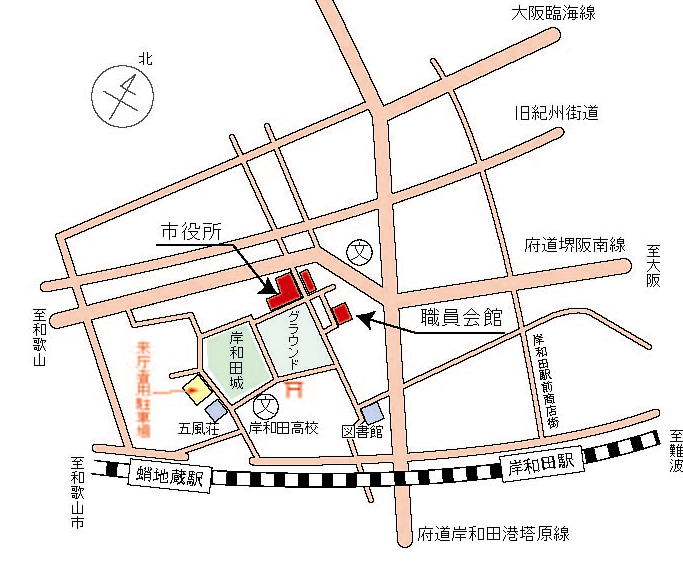 大阪臨海線
北
旧紀州街道
市役所
文
府道堺阪南線
至大阪
至和歌山
職員会館
グラウンド
岸和田城
来庁者用駐車場
岸和田駅前商店街
五風荘
文
岸和田高校
図書館
至難波
至和歌山市
蛸地蔵駅
岸和田駅
府道岸和田港塔原線